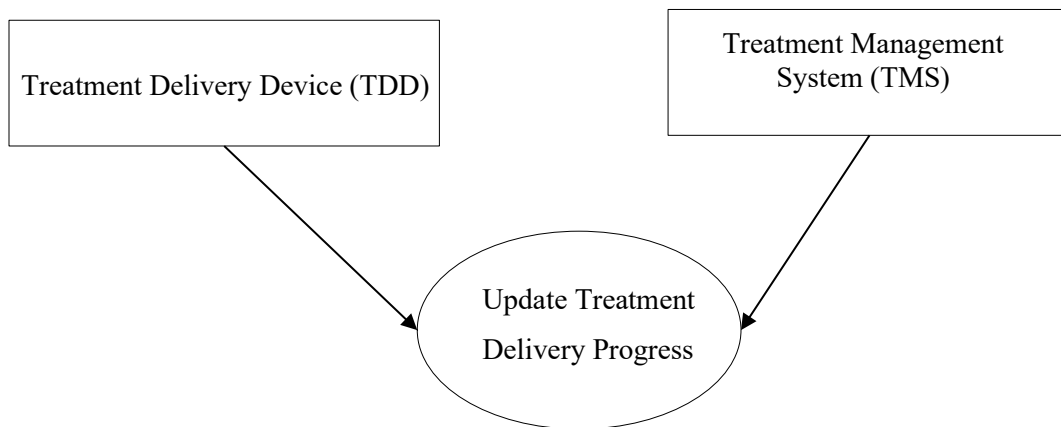 Treatment Delivery Device (TDD)
Treatment Management
System (TMS)
Update Treatment
Delivery Progress